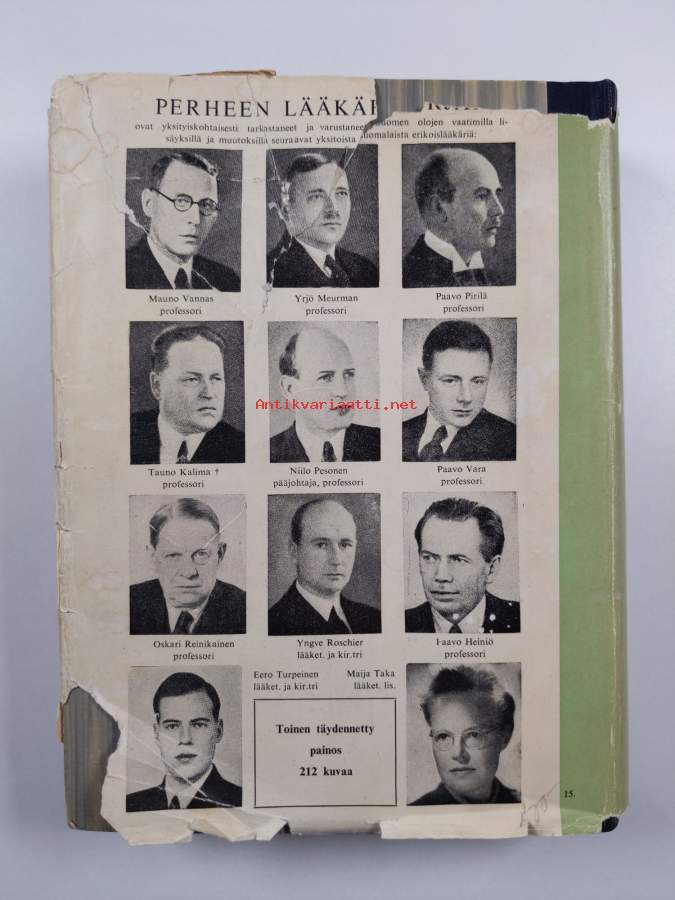 PERHEEN LÄÄKÄ
ovat yksityiskohtaisesti tarkastaneet ja varustaneet Suomen olojen vaatimilla li-
säyksillä ja muutoksilla seuraavat yksitoista suomalaista erikoislääkäriä:
Mauno Vannas Yrjö Meurman Paavo Pirilä
professori professori professori
Antikvariaatti.net
Tauno Kalima † Niilo Pesonen Paavo Vara
professori pääjohtaja, professori professori
Oskari Reinikainen Yngve Roschier Paavo Heiniö
professori lääket. ja kir.tri professori
Eero Turpeinen Maija Taka
lääket. ja kir.tri lääket. lis.
Toinen täydennetty
painos
212 kuvaa
15.